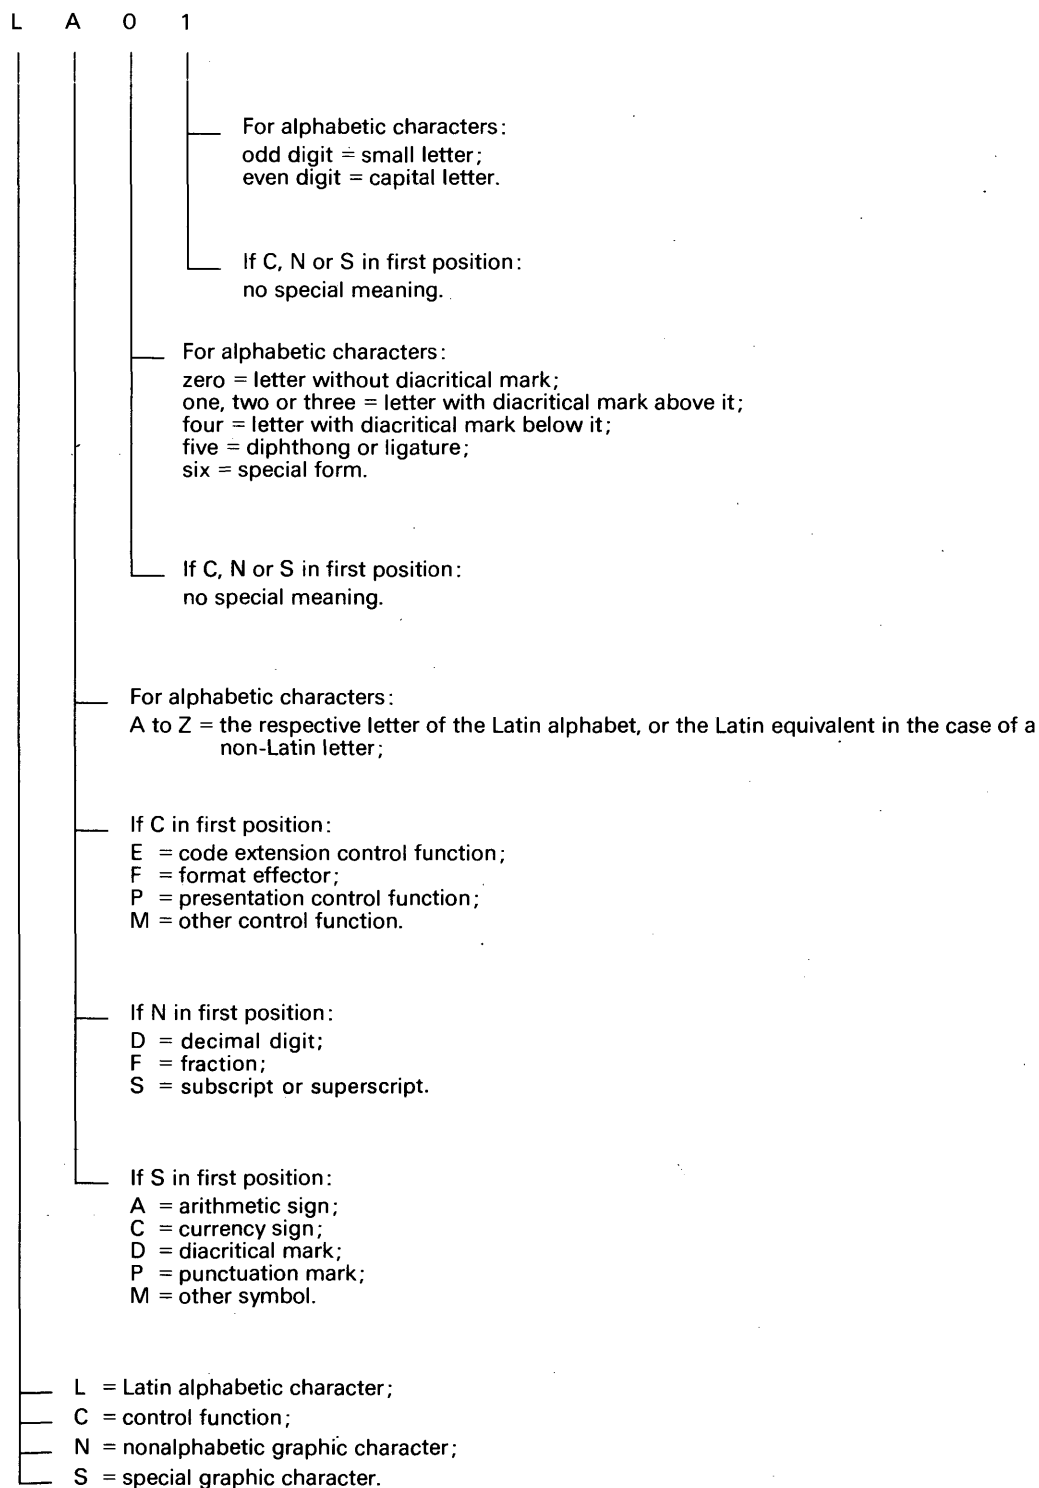 L A 0 1
For alphabetic characters:
odd digit = small letter;
even digit = capital letter.
If C, N or S in first position:
no special meaning.
For alphabetic characters:
zero = letter without diacritical mark;
one, two or three = letter with diacritical mark above it;
four = letter with diacritical mark below it;
five = diphthong or ligature;
six = special form.
If C, N or S in first position:
no special meaning.
For alphabetic characters:
A to Z = the respective letter of the Latin alphabet, or the Latin equivalent in the case of a
non-Latin letter;
If C in first position:
E = code extension control function;
F = format effector;
P = presentation control function;
M = other control function.
If N in first position:
D = decimal digit;
F = fraction;
S = subscript or superscript.
If S in first position:
A = arithmetic sign;
C = currency sign;
D = diacritical mark;
P = punctuation mark;
M = other symbol.
L = Latin alphabetic character;
C = control function;
N = nonalphabetic graphic character;
S = special graphic character.